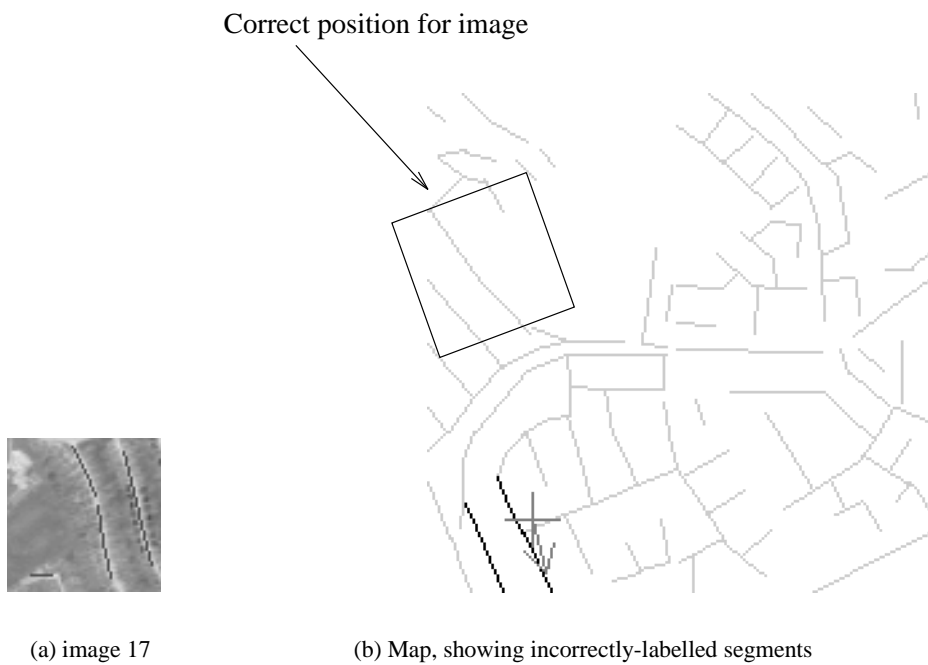 Correct position for image
(a) image 17
(b) Map, showing incorrectly-labelled segments